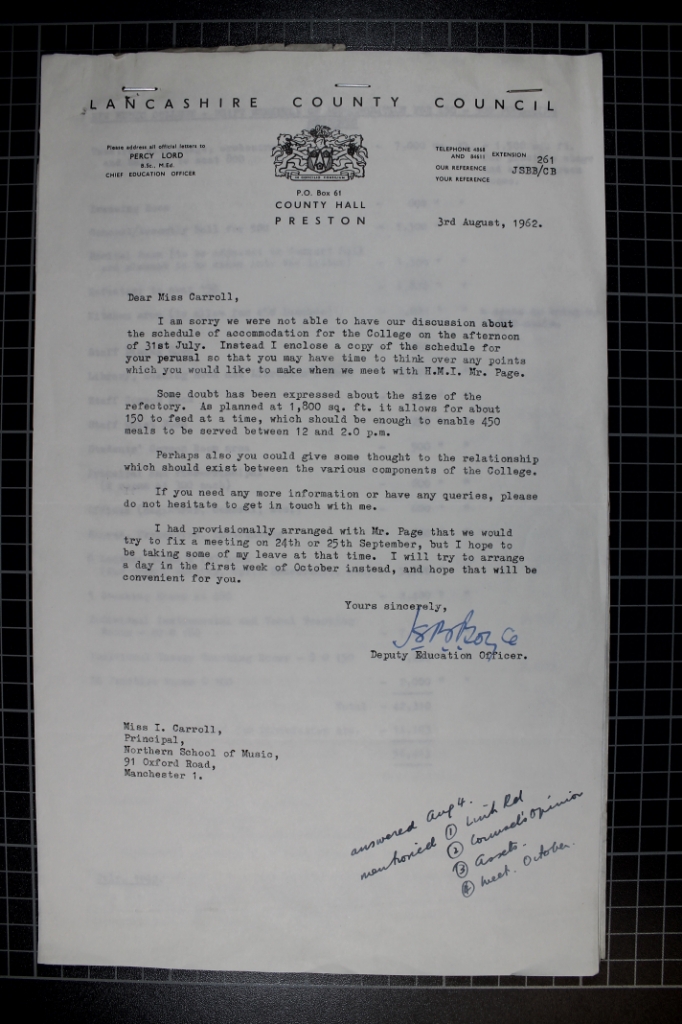 LANCASHIRE COUNTY COUNCIL
Please address all official letters to
PERCY LORD
B.Sc., M.Ed.
CHIEF EDUCATION OFFICER
P.O. Box 61
COUNTY HALL
PRESTON
TELEPHONE 4868
AND 84611 EXTENSION 261
OUR REFERENCE JSBB/CB
YOUR REFERENCE
3rd August, 1962.
Dear Miss Carroll,
I am sorry we were not able to have our discussion about
the schedule of accommodation for the College on the afternoon
of 31st July. Instead I enclose a copy of the schedule for
your perusal so that you may have time to think over any points
which you would like to make when we meet with H.M.I. Mr. Page.
Some doubt has been expressed about the size of the
refectory. As planned at 1,800 sq. ft. it allows for about
150 to feed at a time, which should be enough to enable 450
meals to be served between 12 and 2.0 p.m.
Perhaps also you could give some thought to the relationship
which should exist between the various components of the College.
If you need any more information or have any queries, please
do not hesitate to get in touch with me.
I had provisionally arranged with Mr. Page that we would
try to fix a meeting on 24th or 25th September, but I hope to
be taking some of my leave at that time. I will try to arrange
a day in the first week of October instead, and hope that will be
convenient for you.
Yours sincerely,
Deputy Education Officer.
Miss I. Carroll,
Principal,
Northern School of Music,
91 Oxford Road,
Manchester 1.
answered Aug 4.
mentioned ① Link Rd
② Counsel's Opinion
③ Assets.
④ meet. October.